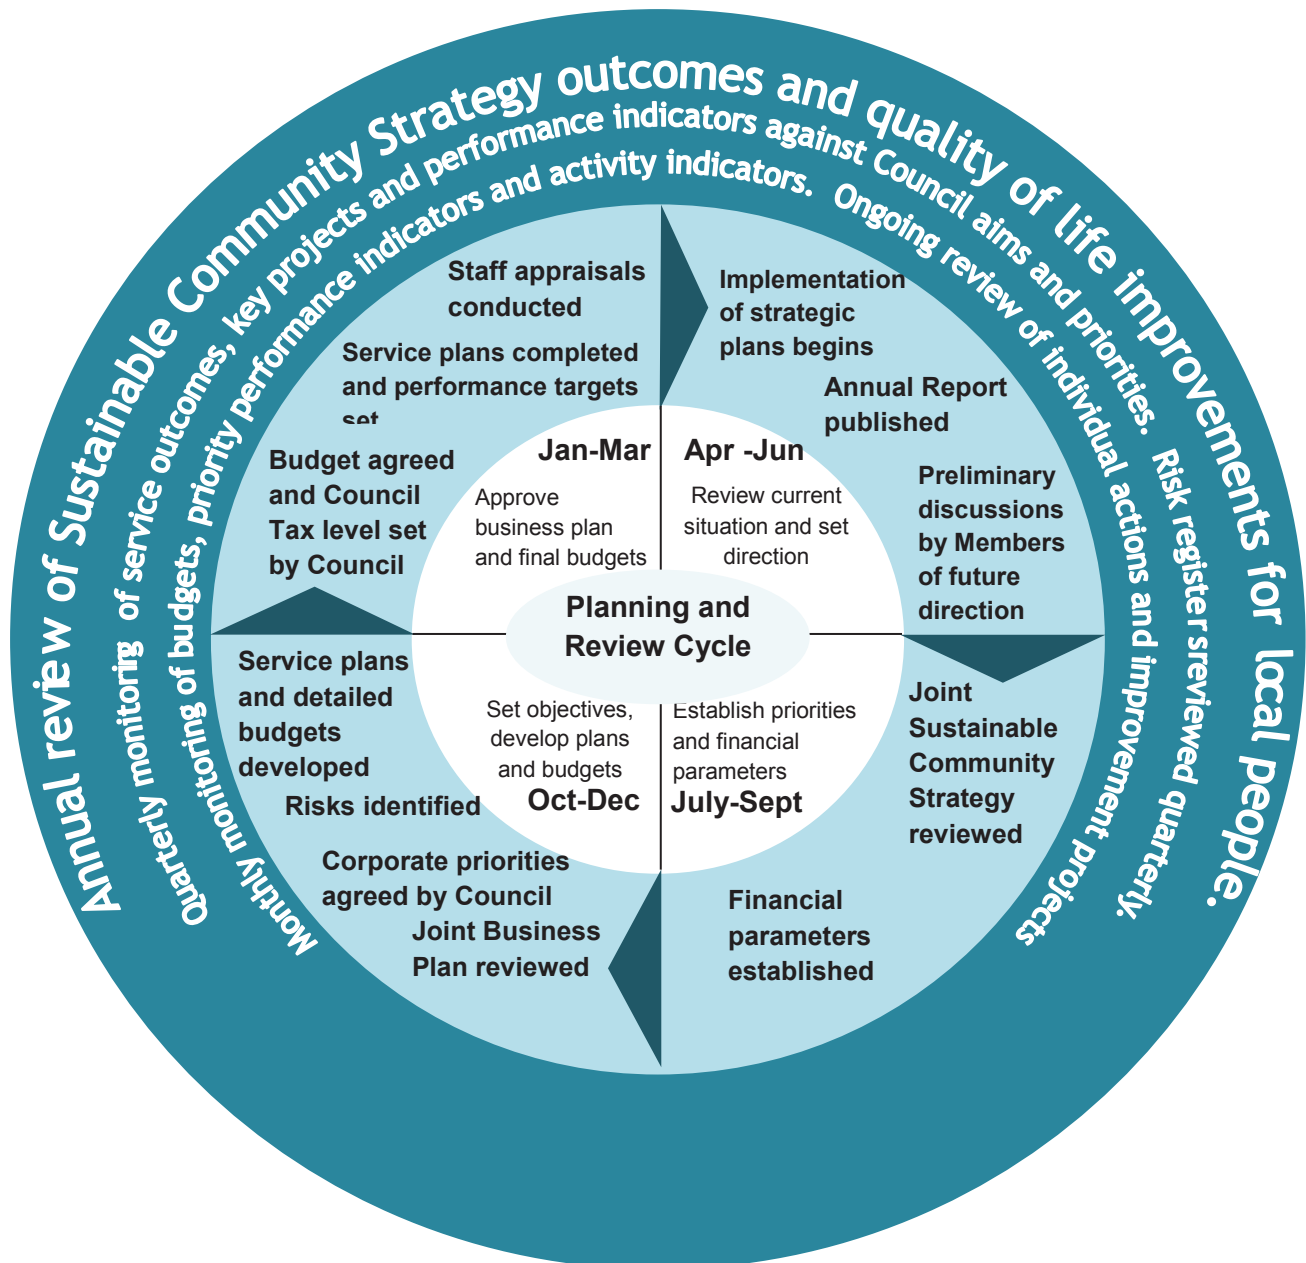 Annual review of Sustainable Community Strategy outcomes and quality of life improvements for local people.
Quarterly monitoring of service outcomes, key projects and performance indicators against Council aims and priorities. Risk registersreviewed quarterly.
Monthly monitoring of budgets, priority performance indicators and activity indicators. Ongoing review of individual actions and improvement projects
Staff appraisals
conducted
Service plans completed
and performance targets
set
Budget agreed
and Council
Tax level set
by Council
Implementation
of strategic
plans begins
Annual Report
published
Preliminary
discussions
by Members
of future
direction
Jan-Mar
Approve
business plan
and final budgets
Apr -Jun
Review current
situation and set
direction
Planning and
Review Cycle
Set objectives,
develop plans
and budgets
Oct-Dec
Establish priorities
and financial
parameters
July-Sept
Service plans
and detailed
budgets
developed
Risks identified
Corporate priorities
agreed by Council
Joint Business
Plan reviewed
Joint
Sustainable
Community
Strategy
reviewed
Financial
parameters
established